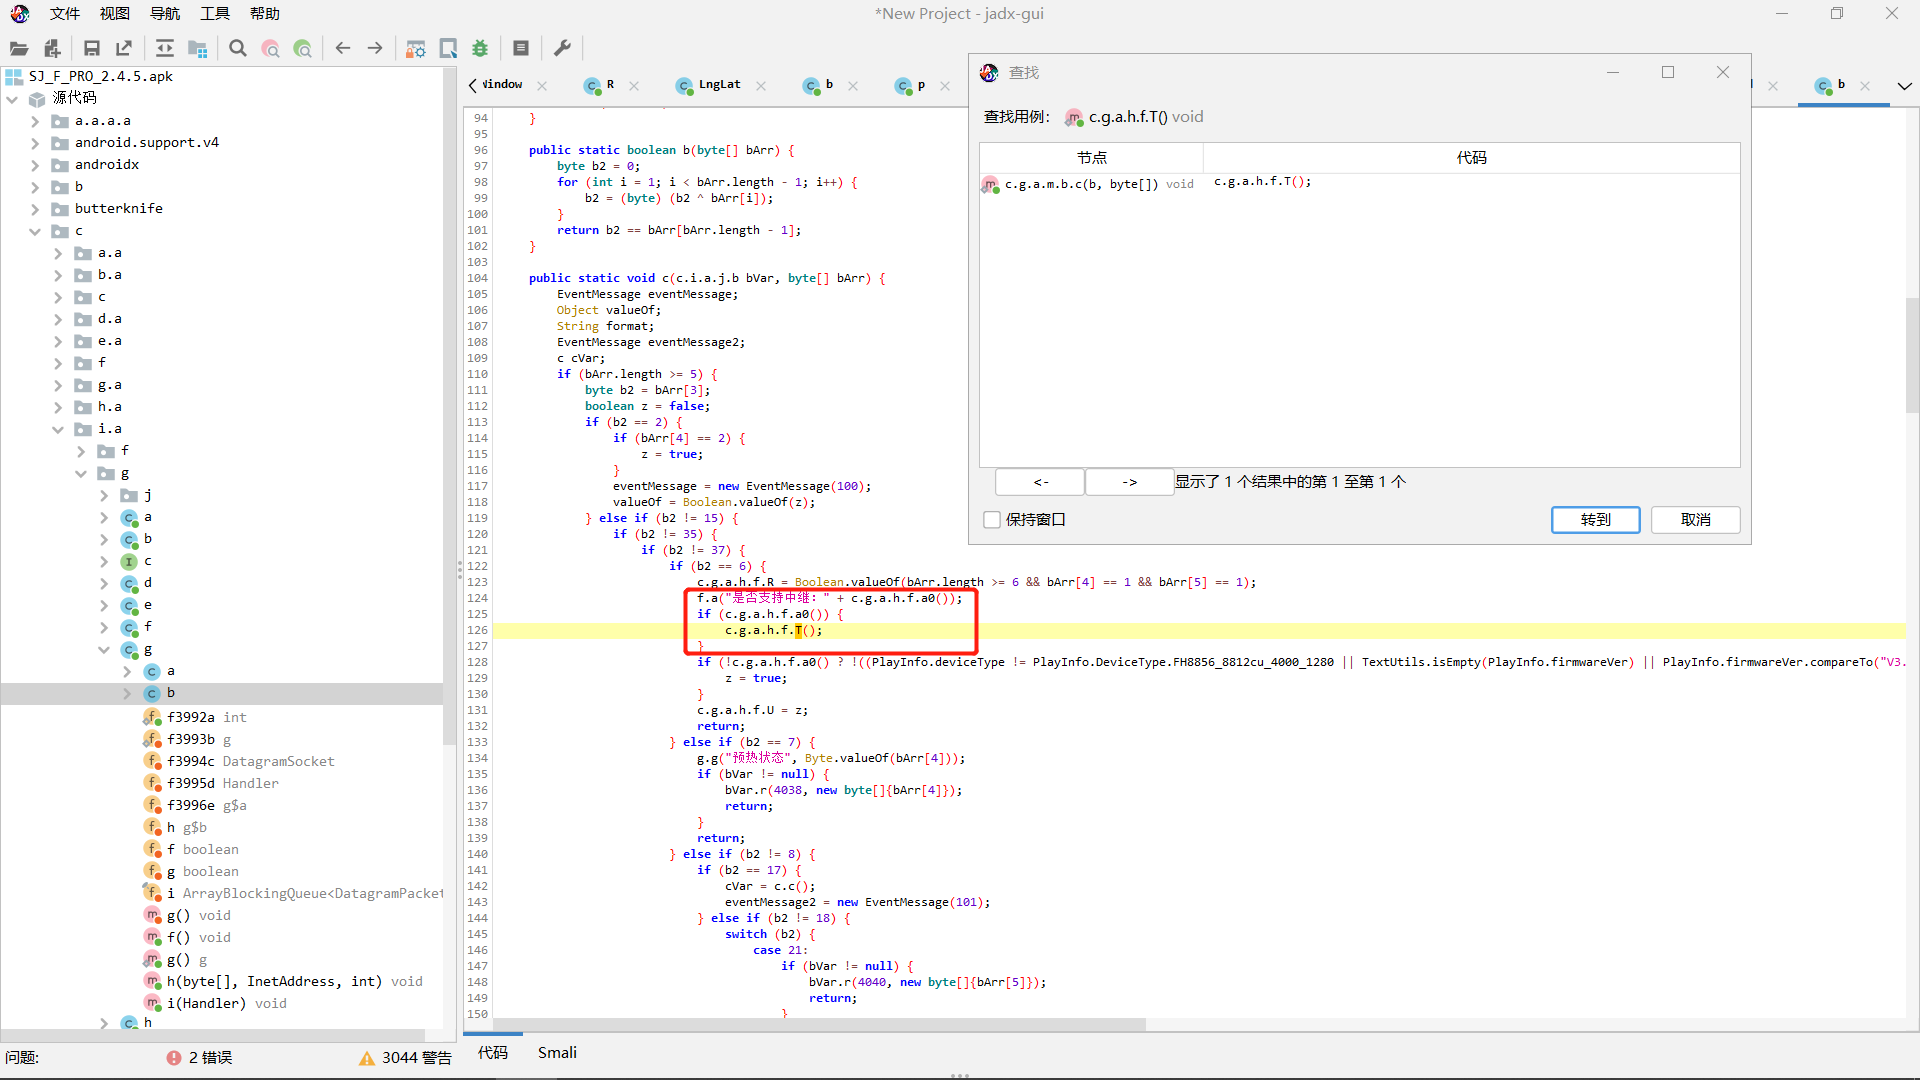 文件 视图 导航 工具 帮助
*New Project - jadx-gui
SJ_F_PRO_2.4.5.apk
源代码
a.a.a.a
android.support.v4
androidx
b
butterknife
c
a.a
b.a
c
d.a
e.a
f
g.a
h.a
i.a
f
g
j
a
b
c
d
e
f
g
a
b
f3992a int
f3993b g
f3994c DatagramSocket
f3995d Handler
f3996e g$a
h g$b
f boolean
g boolean
i ArrayBlockingQueue<DatagramPacket
g() void
f() void
g() g
h(byte[], InetAddress, int) void
i(Handler) void
h
问题: 2 错误 3044 警告
Window R LngLat b p b
94 }
95
96 public static boolean b(byte[] bArr) {
97 byte b2 = 0;
98 for (int i = 1; i < bArr.length - 1; i++) {
99 b2 = (byte) (b2 ^ bArr[i]);
100 }
101 return b2 == bArr[bArr.length - 1];
102 }
103
104 public static void c(c.i.a.j.b bVar, byte[] bArr) {
105 EventMessage eventMessage;
106 Object valueOf;
107 String format;
108 EventMessage eventMessage2;
109 c cVar;
110 if (bArr.length >= 5) {
111 byte b2 = bArr[3];
112 boolean z = false;
113 if (b2 == 2) {
114 if (bArr[4] == 2) {
115 z = true;
116 }
117 eventMessage = new EventMessage(100);
118 valueOf = Boolean.valueOf(z);
119 } else if (b2 != 15) {
120 if (b2 != 35) {
121 if (b2 != 37) {
122 if (b2 == 6) {
123 c.g.a.h.f.R = Boolean.valueOf(bArr.length >= 6 && bArr[4] == 1 && bArr[5] == 1);
124 f.a("是否支持中继：" + c.g.a.h.f.a0());
125 if (c.g.a.h.f.a0()) {
126 c.g.a.h.f.T();
127 }
128 if (!c.g.a.h.f.a0() ? !((PlayInfo.deviceType != PlayInfo.DeviceType.FH8856_8812cu_4000_1280 || TextUtils.isEmpty(PlayInfo.firmwareVer) || PlayInfo.firmwareVer.compareTo("V3.
129 z = true;
130 }
131 c.g.a.h.f.U = z;
132 return;
133 } else if (b2 == 7) {
134 g.g("预热状态", Byte.valueOf(bArr[4]));
135 if (bVar != null) {
136 bVar.r(4038, new byte[]{bArr[4]});
137 return;
138 }
139 return;
140 } else if (b2 != 8) {
141 if (b2 == 17) {
142 cVar = c.c();
143 eventMessage2 = new EventMessage(101);
144 } else if (b2 != 18) {
145 switch (b2) {
146 case 21:
147 if (bVar != null) {
148 bVar.r(4040, new byte[]{bArr[5]});
149 return;
150 }
代码 Smali
查找
查找用例： c.g.a.h.f.T() void
节点 代码
c.g.a.m.b.c(b, byte[]) void c.g.a.h.f.T();
<- -> 显示了 1 个结果中的第 1 至第 1 个
保持窗口 转到 取消